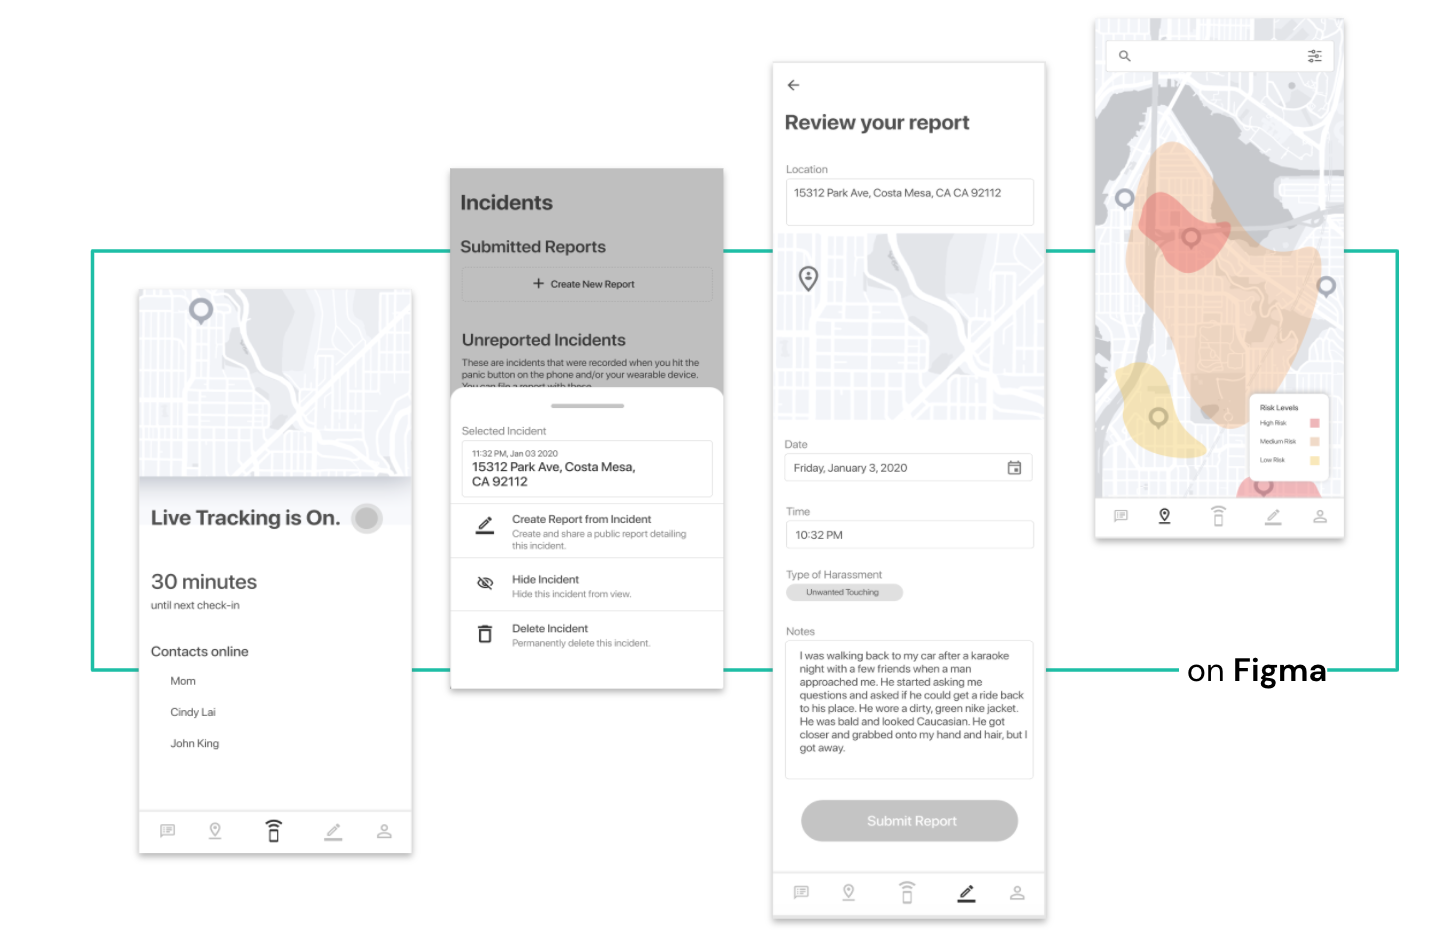 Live Tracking is On.
30 minutes
until next check-in
Contacts online
Mom
Cindy Lai
John King
Incidents
Submitted Reports
+ Create New Report
Unreported Incidents
These are incidents that were recorded when you hit the
panic button on the phone and/or your wearable device.
You can file a report with these
Selected Incident
11:32 PM, Jan 03 2020
15312 Park Ave, Costa Mesa,
CA 92112
Create Report from Incident
Create and share a public report detailing
this incident.
Hide Incident
Hide this incident from view.
Delete Incident
Permanently delete this incident.
Review your report
Location
15312 Park Ave, Costa Mesa, CA CA 92112
Date
Friday, January 3, 2020
Time
10:32 PM
Type of Harassment
Unwanted Touching
Notes
I was walking back to my car after a karaoke
night with a few friends when a man
approached me. He started asking me
questions and asked if he could get a ride back
to his place. He wore a dirty, green nike jacket.
He was bald and looked Caucasian. He got
closer and grabbed onto my hand and hair, but I
got away.
Submit Report
Risk Levels
High Risk
Medium Risk
Low Risk
on Figma